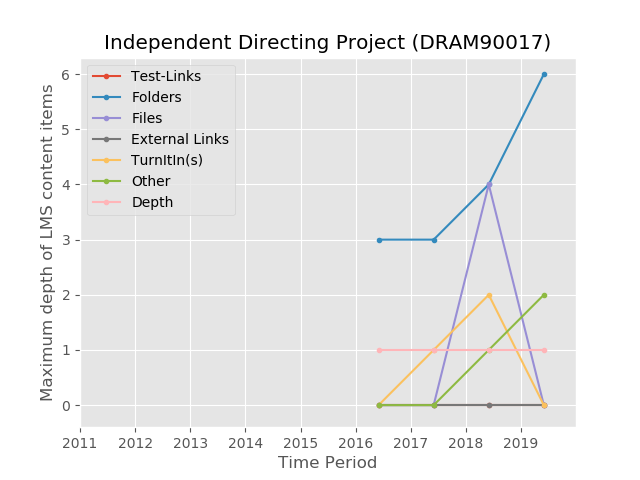 Independent Directing Project (DRAM90017)
Test-Links
Folders
Files
External Links
TurnItIn(s)
Other
Depth
Maximum depth of LMS content items
6
5
4
3
2
1
0
2011 2012 2013 2014 2015 2016 2017 2018 2019
Time Period